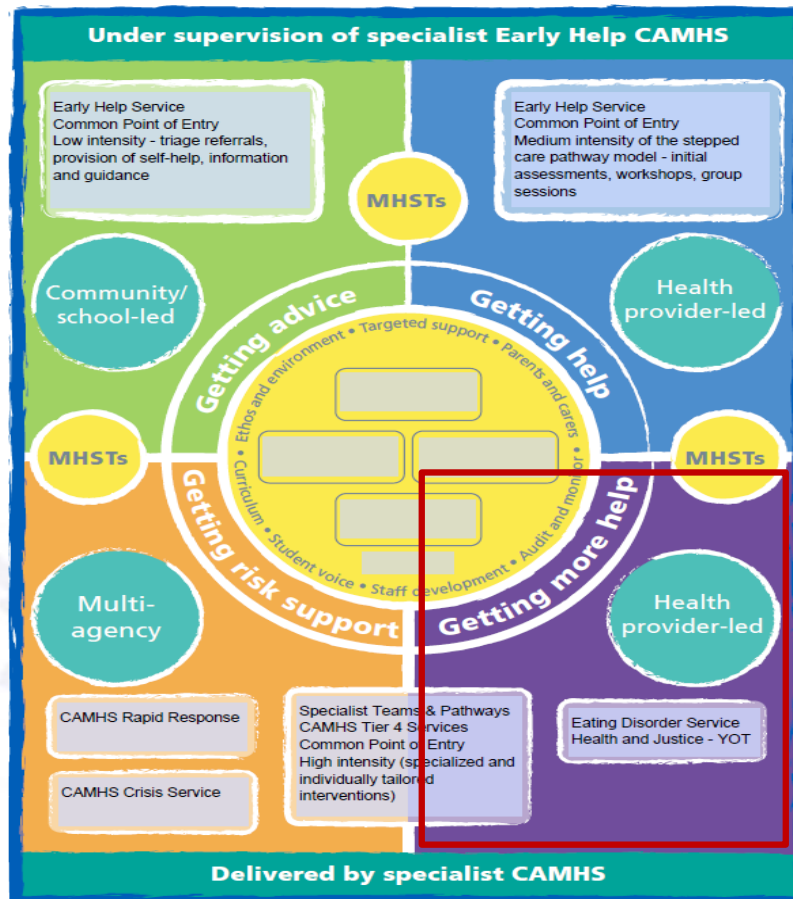 Under supervision of specialist Early Help CAMHS
Early Help Service
Common Point of Entry
Low intensity - triage referrals,
provision of self-help, information
and guidance
Early Help Service
Common Point of Entry
Medium intensity of the stepped
care pathway model - initial
assessments, workshops, group
sessions
MHSTs
Community/
school-led
Health
provider-led
Getting advice
Getting help
Ethos and environment • Targeted support • Parents and carers • Audit and monitor • Staff development • Student voice • Curriculum •
MHSTs
MHSTs
Getting risk support
Getting more help
Multi-
agency
Health
provider-led
CAMHS Rapid Response
CAMHS Crisis Service
Specialist Teams & Pathways
CAMHS Tier 4 Services
Common Point of Entry
High intensity (specialized and
individually tailored
interventions)
Eating Disorder Service
Health and Justice - YOT
Delivered by specialist CAMHS